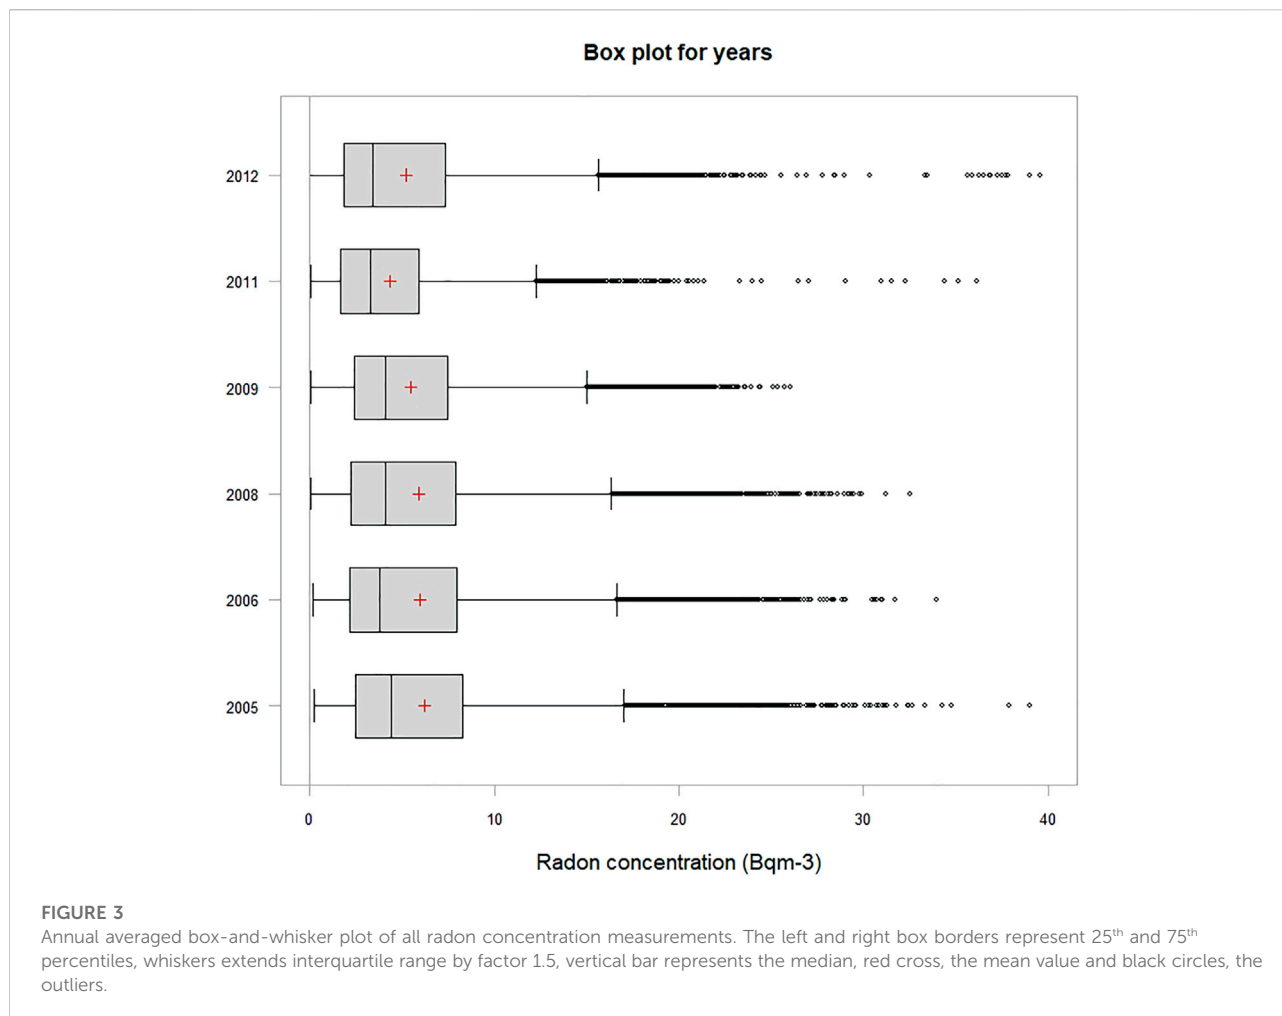 Box plot for years
2012
2011
2009
2008
2006
2005
0 10 20 30 40
Radon concentration (Bqm-3)
FIGURE 3
Annual averaged box-and-whisker plot of all radon concentration measurements. The left and right box borders represent 25th and 75th
percentiles, whiskers extends interquartile range by factor 1.5, vertical bar represents the median, red cross, the mean value and black circles, the
outliers.